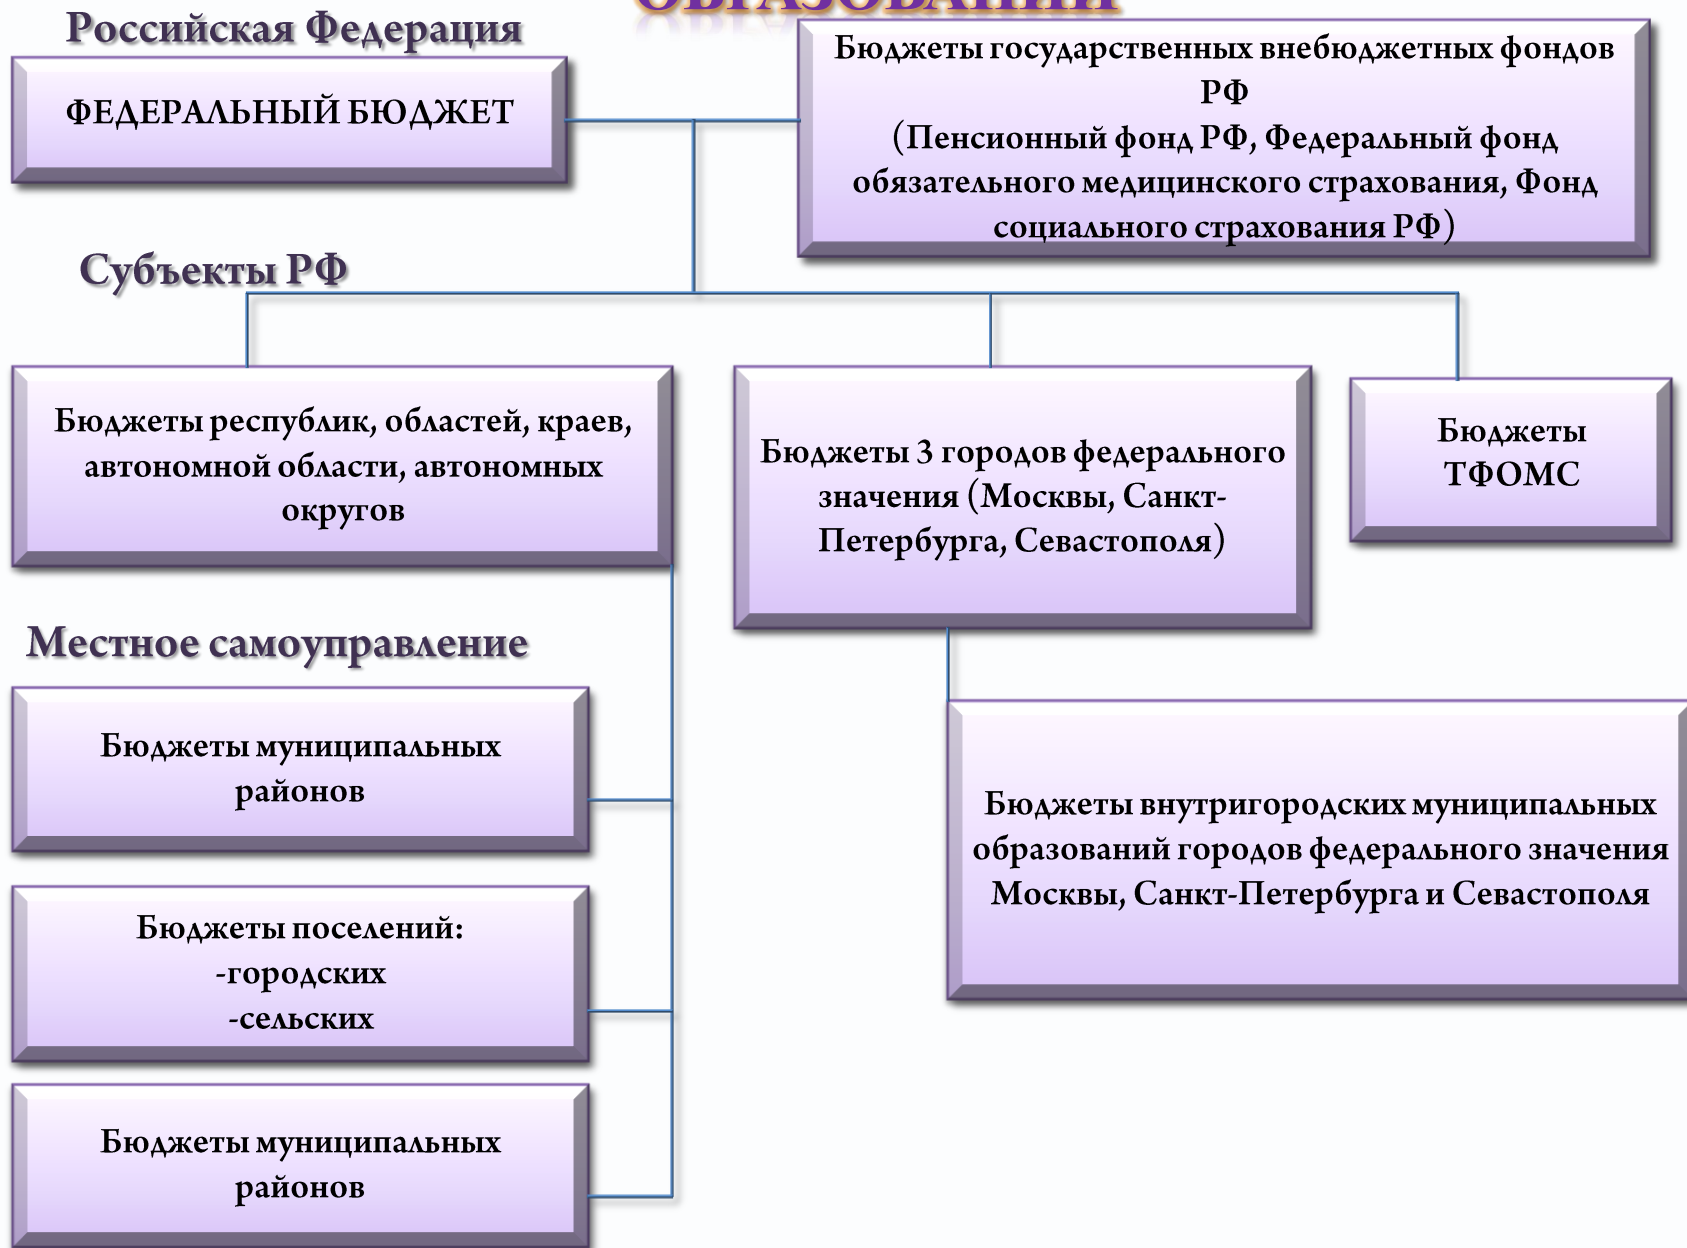 ОБРАЗОВАНИЙ
Российская Федерация
ФЕДЕРАЛЬНЫЙ БЮДЖЕТ
Бюджеты государственных внебюджетных фондов
РФ
(Пенсионный фонд РФ, Федеральный фонд
обязательного медицинского страхования, Фонд
социального страхования РФ)
Субъекты РФ
Бюджеты республик, областей, краев,
автономной области, автономных
округов
Бюджеты 3 городов федерального
значения (Москвы, Санкт-
Петербурга, Севастополя)
Бюджеты
ТФОМС
Местное самоуправление
Бюджеты муниципальных
районов
Бюджеты поселений:
-городских
-сельских
Бюджеты муниципальных
районов
Бюджеты внутригородских муниципальных
образований городов федерального значения
Москвы, Санкт-Петербурга и Севастополя